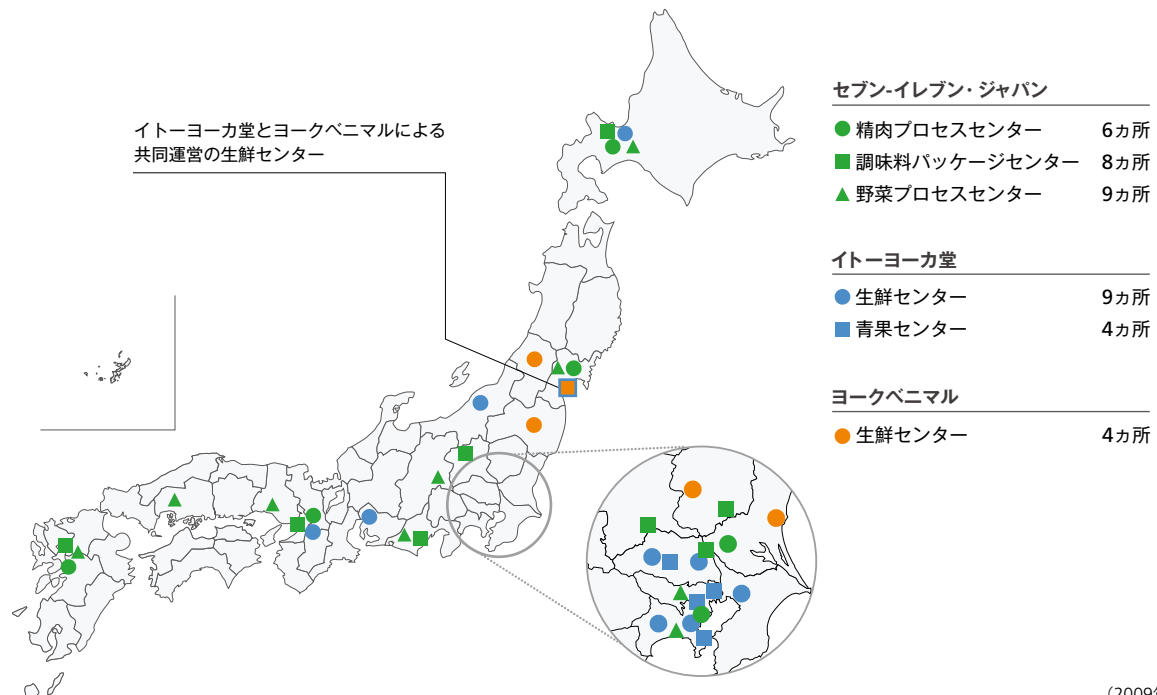 イトーヨーカ堂とヨークベニマルによる
共同運営の生鮮センター
セブン-イレブン・ジャパン
精肉プロセスセンター 6ヵ所
調味料パッケージセンター 8ヵ所
野菜プロセスセンター 9ヵ所
イトーヨーカ堂
生鮮センター 9ヵ所
青果センター 4ヵ所
ヨークベニマル
生鮮センター 4ヵ所
(2009